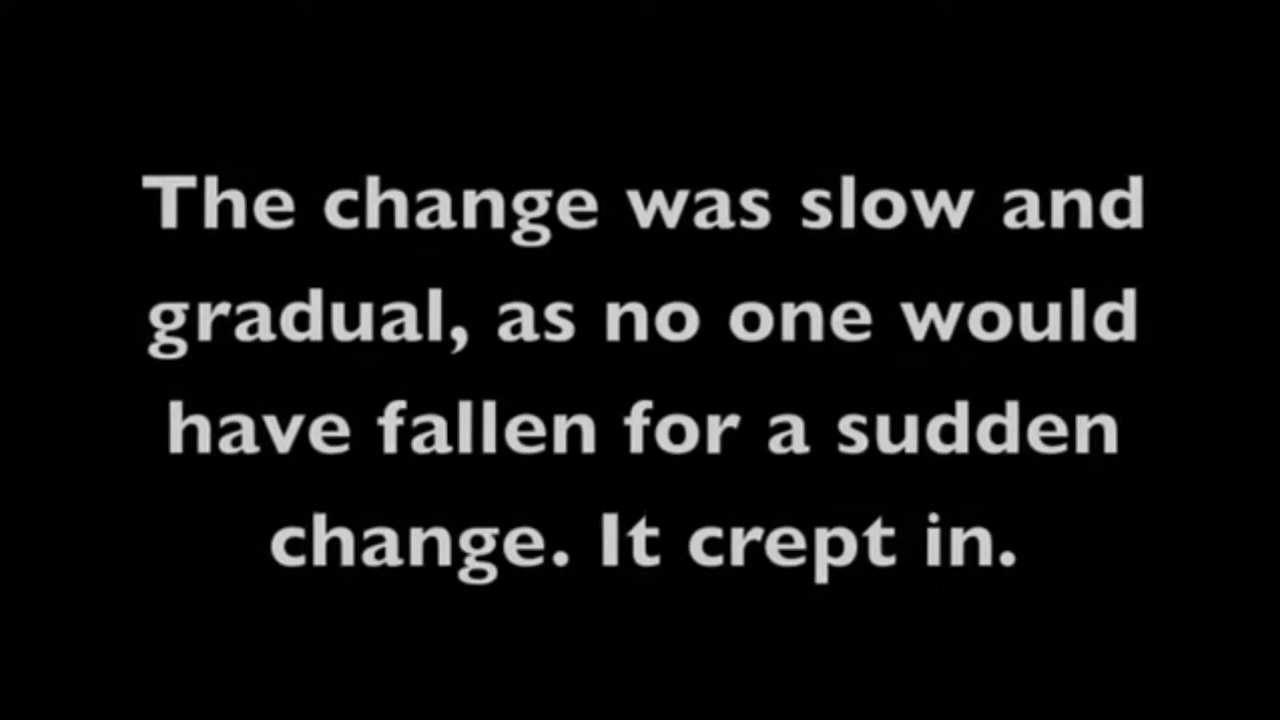 The change was slow and
gradual, as no one would
have fallen for a sudden
change. It crept in.